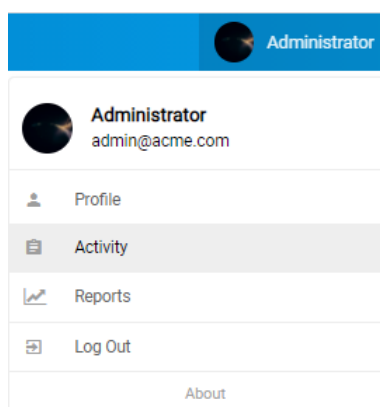 Administrator
Administrator
admin@acme.com
Profile
Activity
Reports
Log Out
About